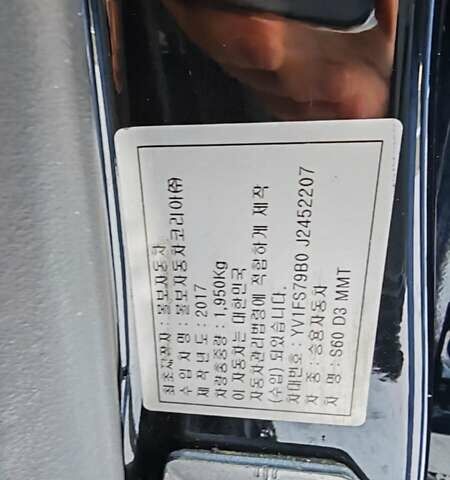 최초제작자 : 볼보자동차
수입자명 : 볼보자동차코리아(주)
제작년도 : 2017
차량총중량 : 1,950Kg
이 자동차는 대한민국
자동차관리법령에 적합하게 제작
(수입) 되었습니다.
차대번호 : YV1FS79B0 J2452207
차 종 : 승용자동차
차 명 : S60 D3 MMT